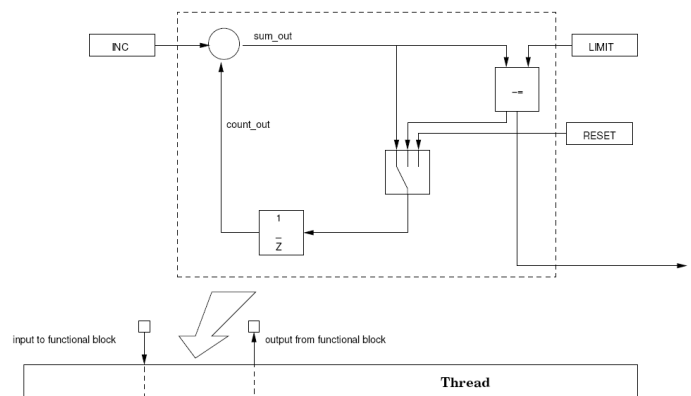 sum_out
INC
LIMIT
-=
count_out
RESET
1
Z
input to functional block
output from functional block
Thread